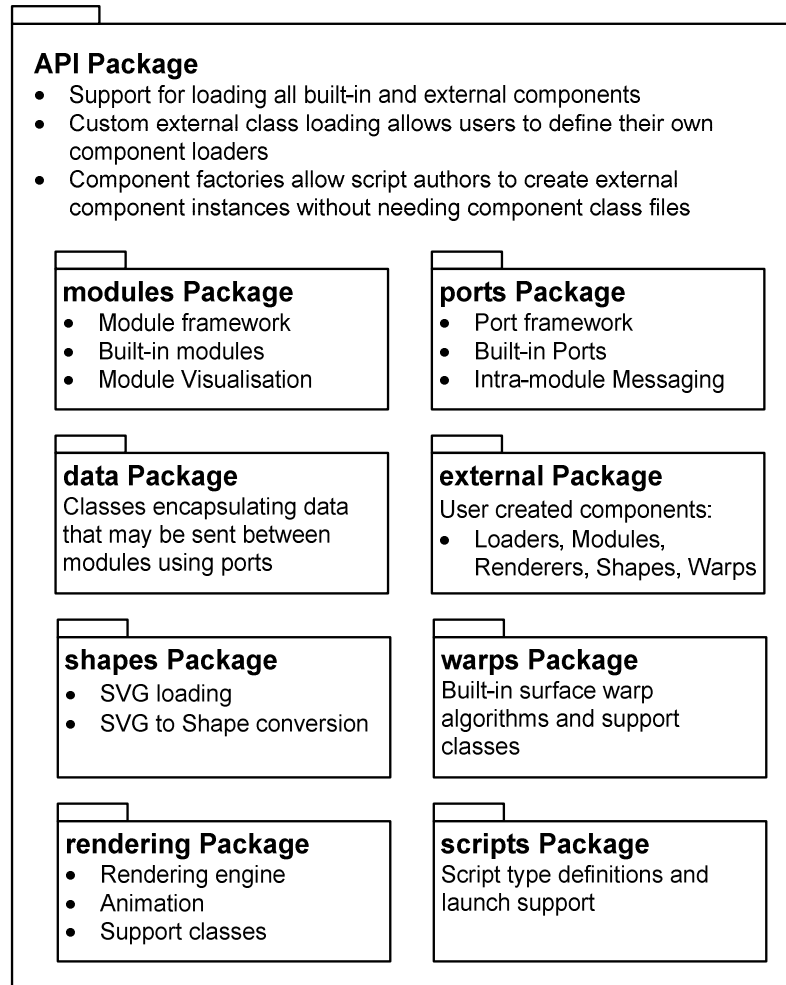 API Package
• Support for loading all built-in and external components
• Custom external class loading allows users to define their own
component loaders
• Component factories allow script authors to create external
component instances without needing component class files
modules Package
• Module framework
• Built-in modules
• Module Visualisation
ports Package
• Port framework
• Built-in Ports
• Intra-module Messaging
data Package
Classes encapsulating data
that may be sent between
modules using ports
external Package
User created components:
• Loaders, Modules,
Renderers, Shapes, Warps
shapes Package
• SVG loading
• SVG to Shape conversion
warps Package
Built-in surface warp
algorithms and support
classes
rendering Package
• Rendering engine
• Animation
• Support classes
scripts Package
Script type definitions and
launch support